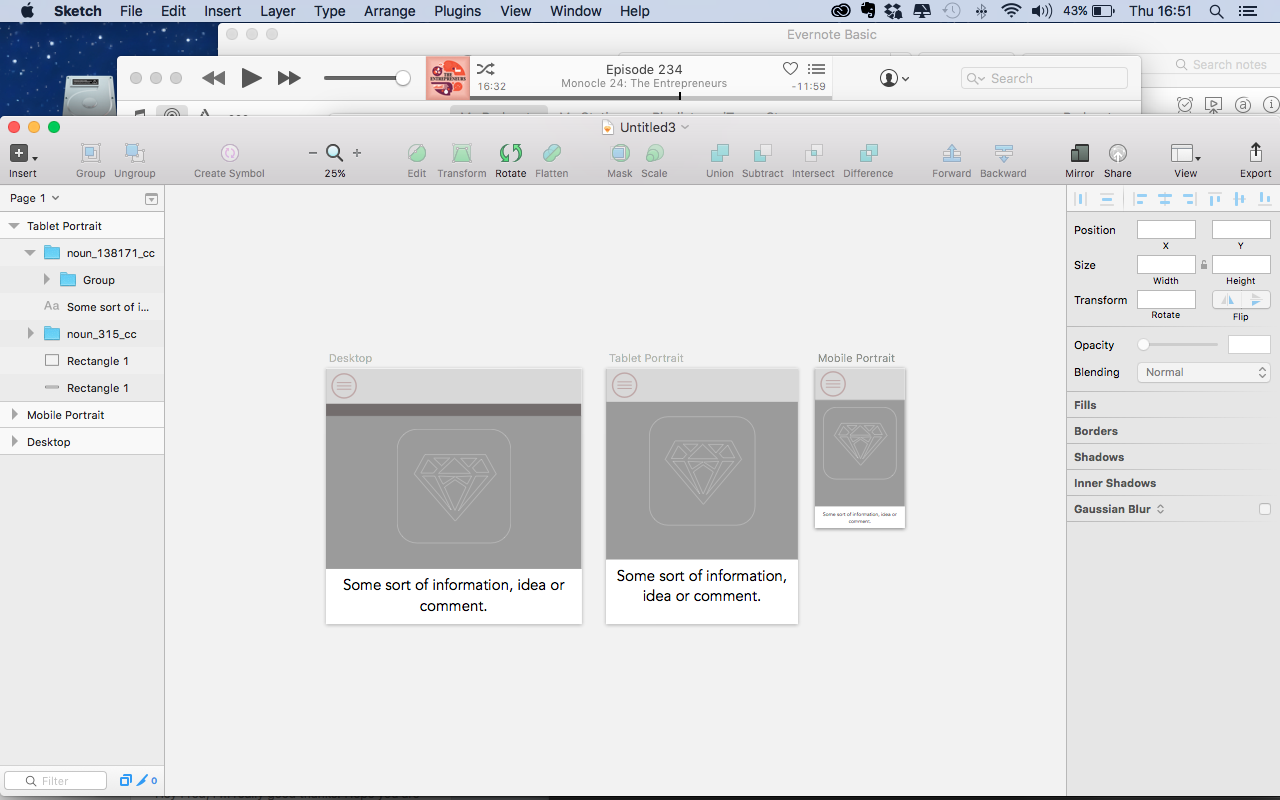 Sketch File Edit Insert Layer Type Arrange Plugins View Window Help 43% Thu 16:51
Evernote Basic
Search notes
THE ENTREPRENEURS
Episode 234
16:32 Monocle 24: The Entrepreneurs -11:59
Search
Untitled3
Insert Group Ungroup Create Symbol 25% Edit Transform Rotate Flatten Mask Scale Union Subtract Intersect Difference Forward Backward Mirror Share View Export
Page 1
Tablet Portrait
noun_138171_cc
Group
Aa Some sort of i...
noun_315_cc
Rectangle 1
Rectangle 1
Mobile Portrait
Desktop
Filter 0
Desktop
Some sort of information, idea or
comment.
Tablet Portrait
Some sort of information,
idea or comment.
Mobile Portrait
Some sort of information, idea or
comment.
Position
X Y
Size
Width Height
Transform
Rotate Flip
Opacity
Blending Normal
Fills
Borders
Shadows
Inner Shadows
Gaussian Blur